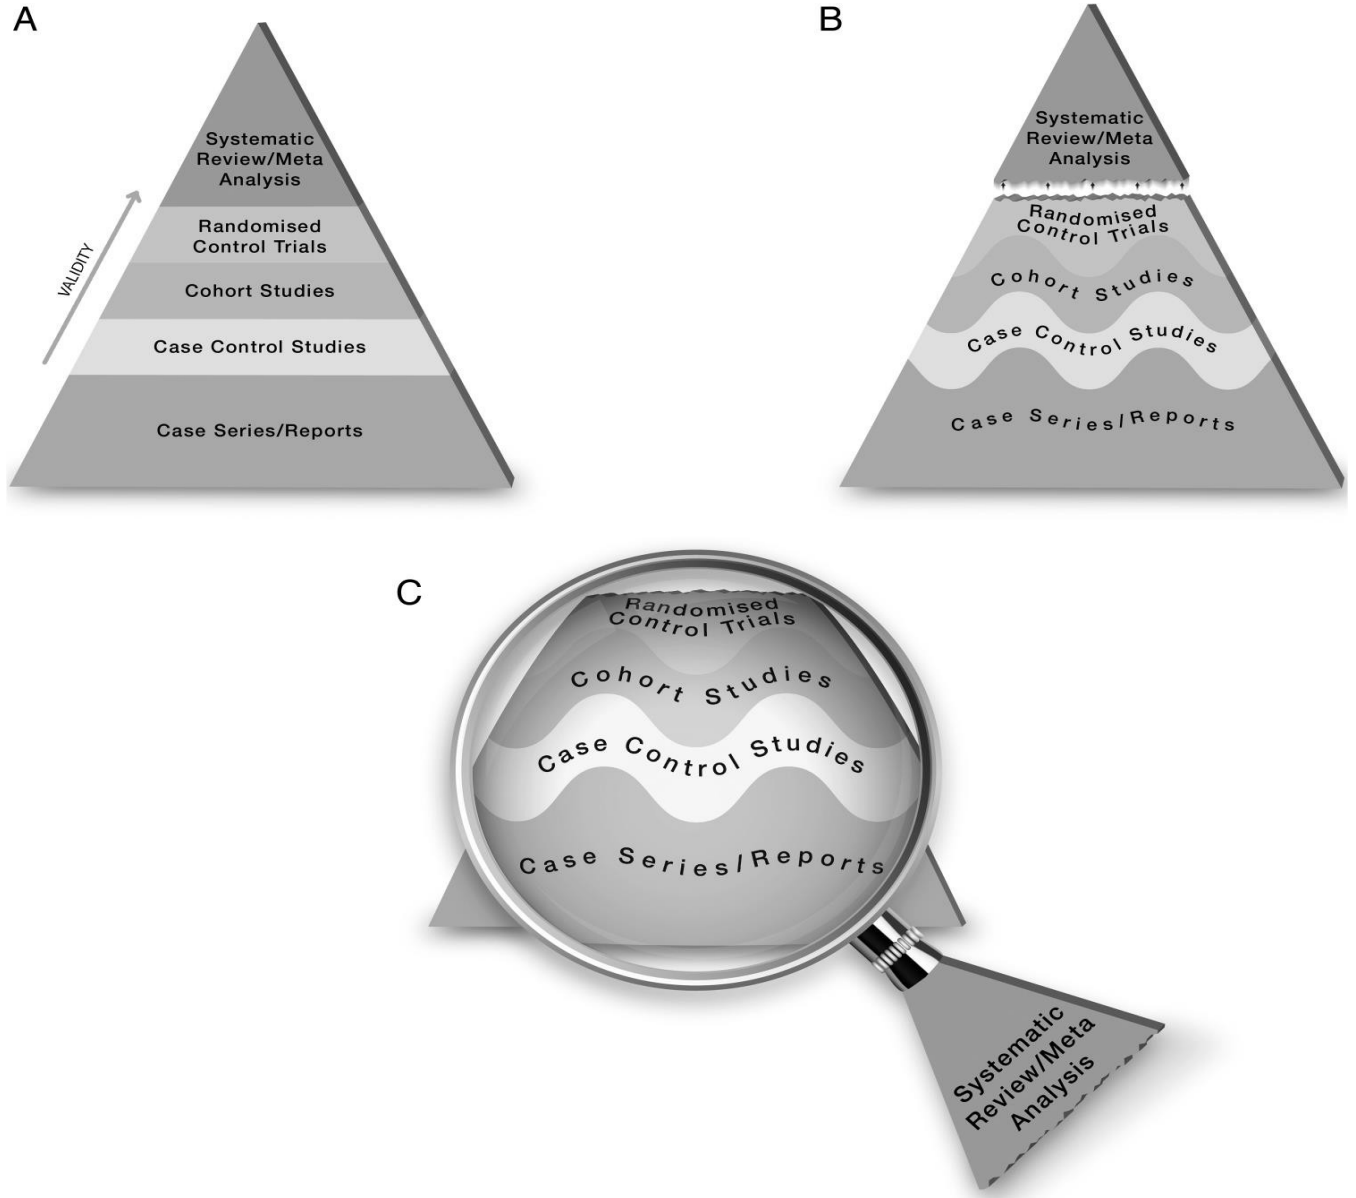 A
Systematic
Review/Meta
Analysis
Randomised
Control Trials
Cohort Studies
Case Control Studies
Case Series/Reports
VALIDITY
B
Systematic
Review/Meta
Analysis
Randomised
Control Trials
Cohort Studies
Case Control Studies
Case Series/Reports
C
Randomised
Control Trials
Cohort Studies
Case Control Studies
Case Series/Reports
Systematic
Review/Meta
Analysis